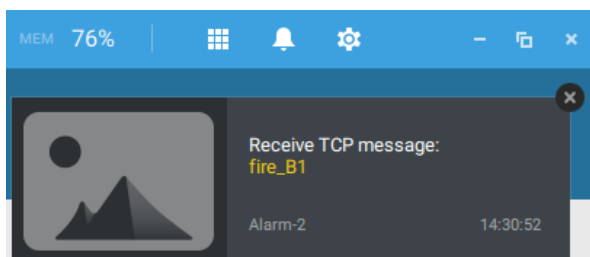 MEM 76%
Receive TCP message:
fire_B1
Alarm-2 14:30:52